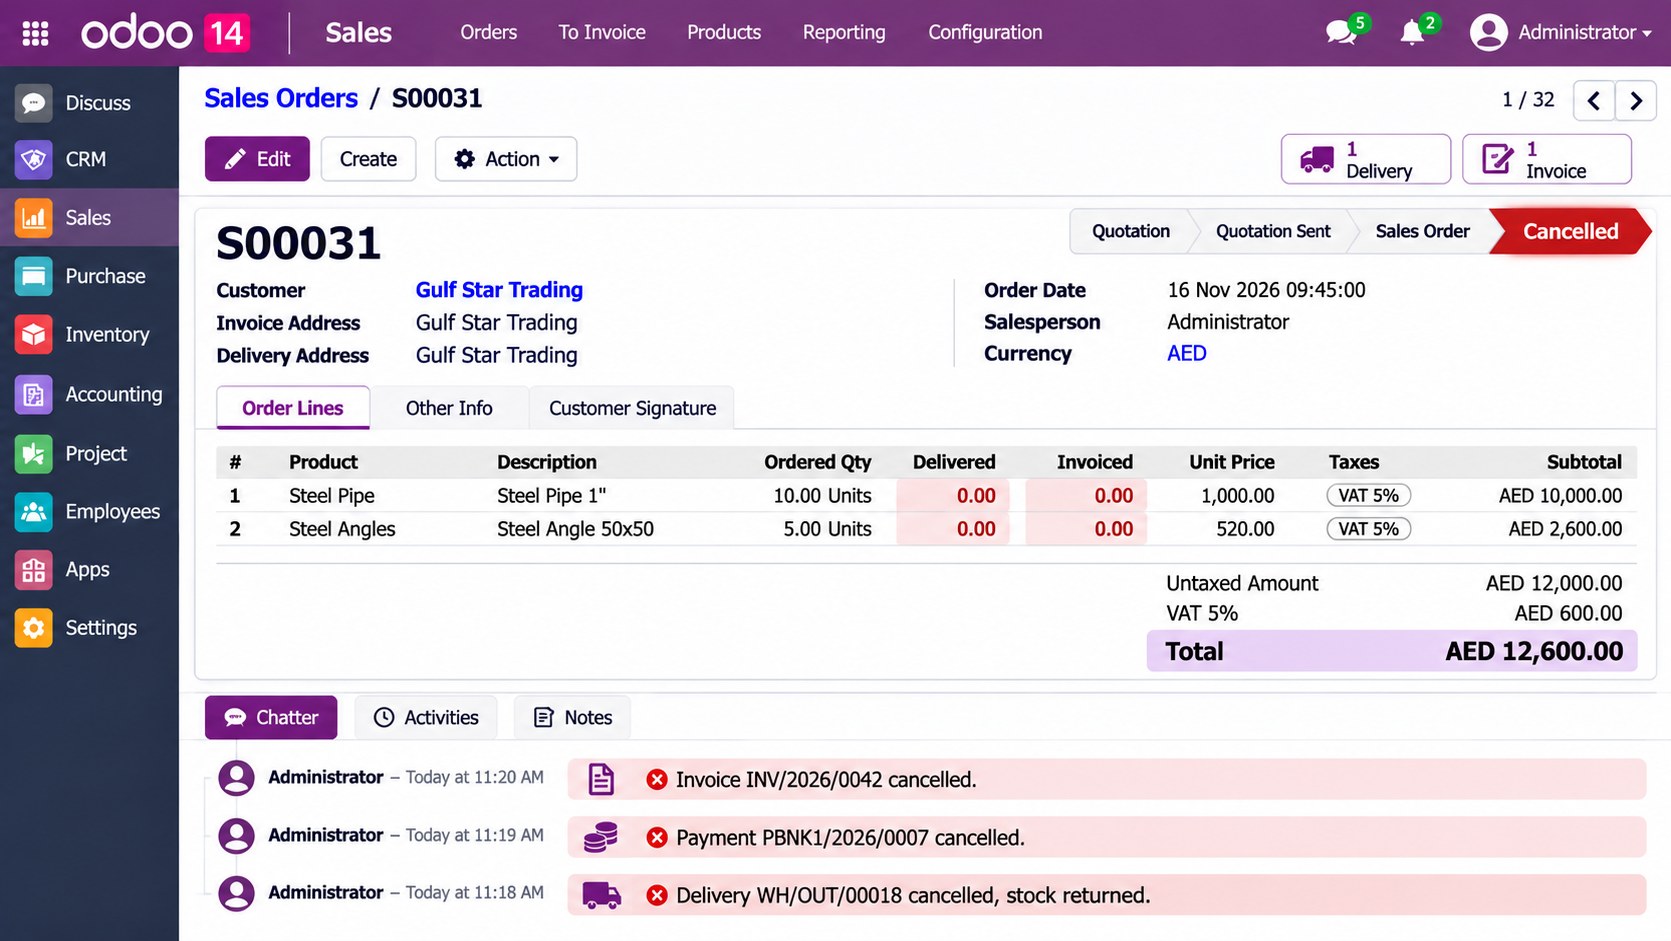 odoo 14 Sales Orders To Invoice Products Reporting Configuration 5 2 Administrator
Discuss
CRM
Sales
Purchase
Inventory
Accounting
Project
Employees
Apps
Settings
Sales Orders / S00031
1 / 32
Edit Create Action
1 Delivery
1 Invoice
S00031
Quotation Quotation Sent Sales Order Cancelled
Customer Gulf Star Trading
Invoice Address Gulf Star Trading
Delivery Address Gulf Star Trading
Order Date 16 Nov 2026 09:45:00
Salesperson Administrator
Currency AED
Order Lines Other Info Customer Signature
# Product Description Ordered Qty Delivered Invoiced Unit Price Taxes Subtotal
1 Steel Pipe Steel Pipe 1" 10.00 Units 0.00 0.00 1,000.00 VAT 5% AED 10,000.00
2 Steel Angles Steel Angle 50x50 5.00 Units 0.00 0.00 520.00 VAT 5% AED 2,600.00
Untaxed Amount AED 12,000.00
VAT 5% AED 600.00
Total AED 12,600.00
Chatter Activities Notes
Administrator – Today at 11:20 AM Invoice INV/2026/0042 cancelled.
Administrator – Today at 11:19 AM Payment PBNK1/2026/0007 cancelled.
Administrator – Today at 11:18 AM Delivery WH/OUT/00018 cancelled, stock returned.